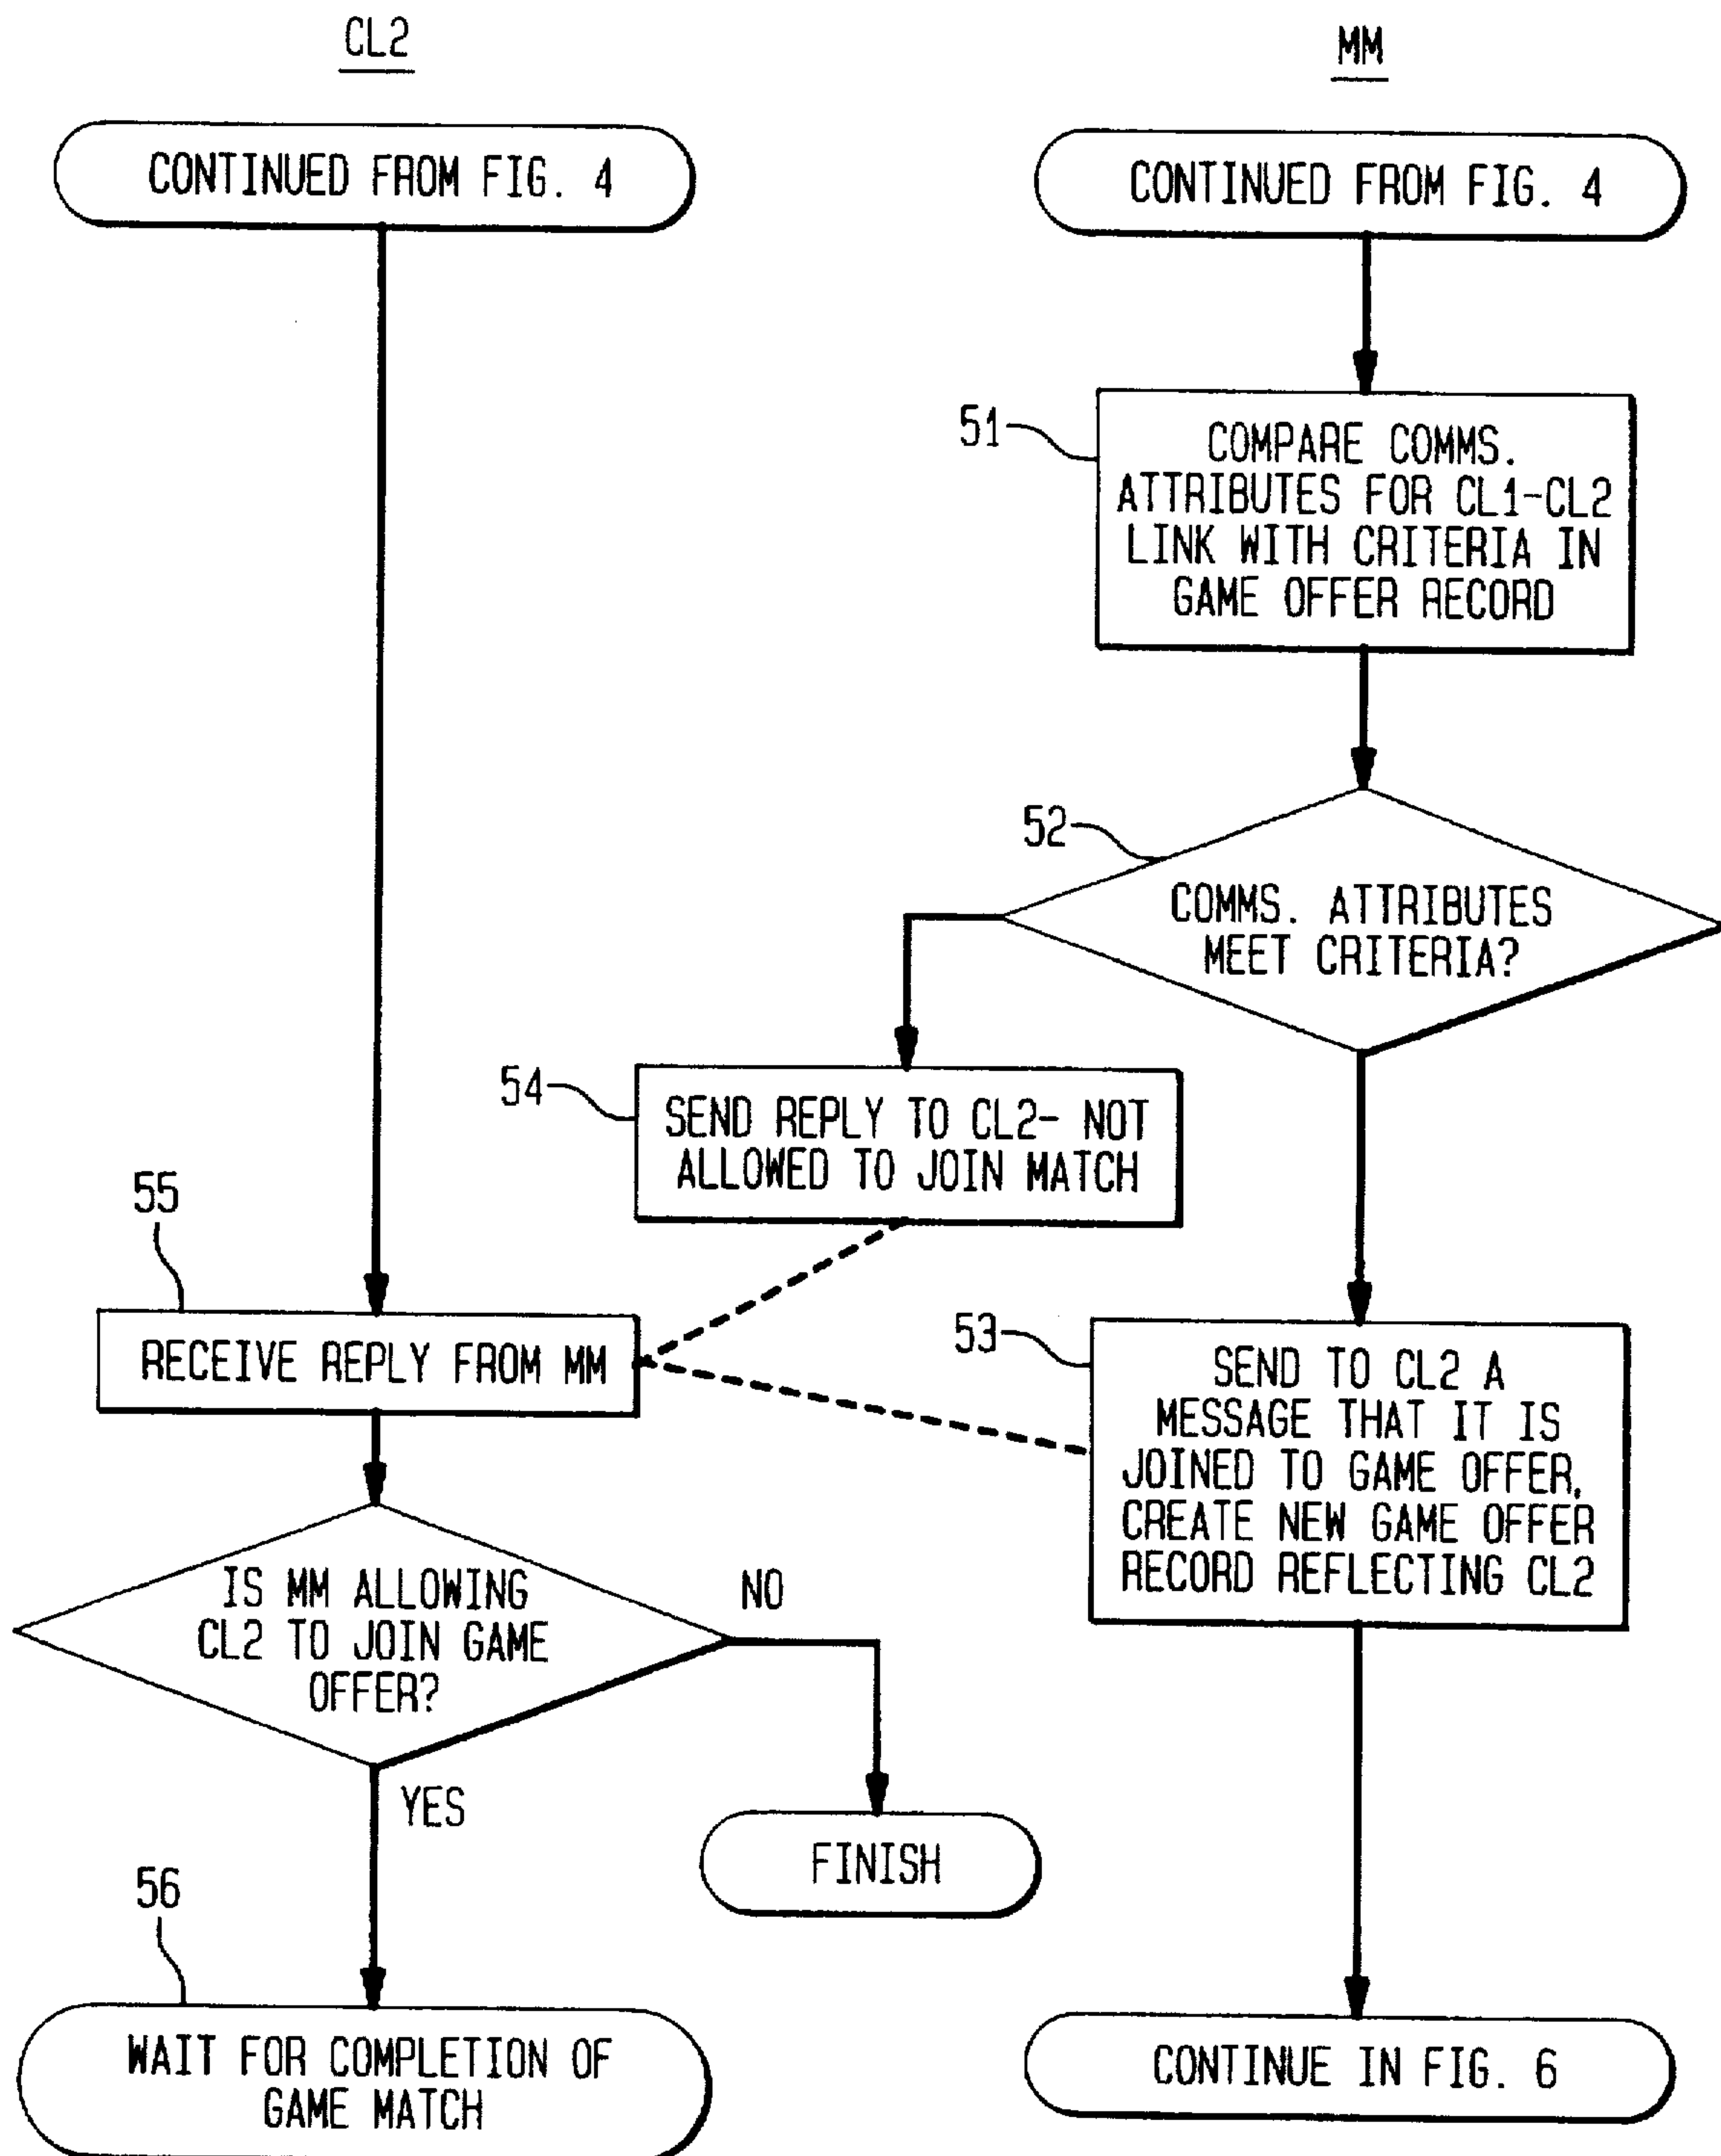 CL2
MM
CONTINUED FROM FIG. 4
CONTINUED FROM FIG. 4
51
COMPARE COMMS.
ATTRIBUTES FOR CL1-CL2
LINK WITH CRITERIA IN
GAME OFFER RECORD
52
COMMS. ATTRIBUTES
MEET CRITERIA?
54
SEND REPLY TO CL2- NOT
ALLOWED TO JOIN MATCH
55
RECEIVE REPLY FROM MM
53
SEND TO CL2 A
MESSAGE THAT IT IS
JOINED TO GAME OFFER,
CREATE NEW GAME OFFER
RECORD REFLECTING CL2
IS MM ALLOWING
CL2 TO JOIN GAME
OFFER?
NO
YES
FINISH
56
WAIT FOR COMPLETION OF
GAME MATCH
CONTINUE IN FIG. 6